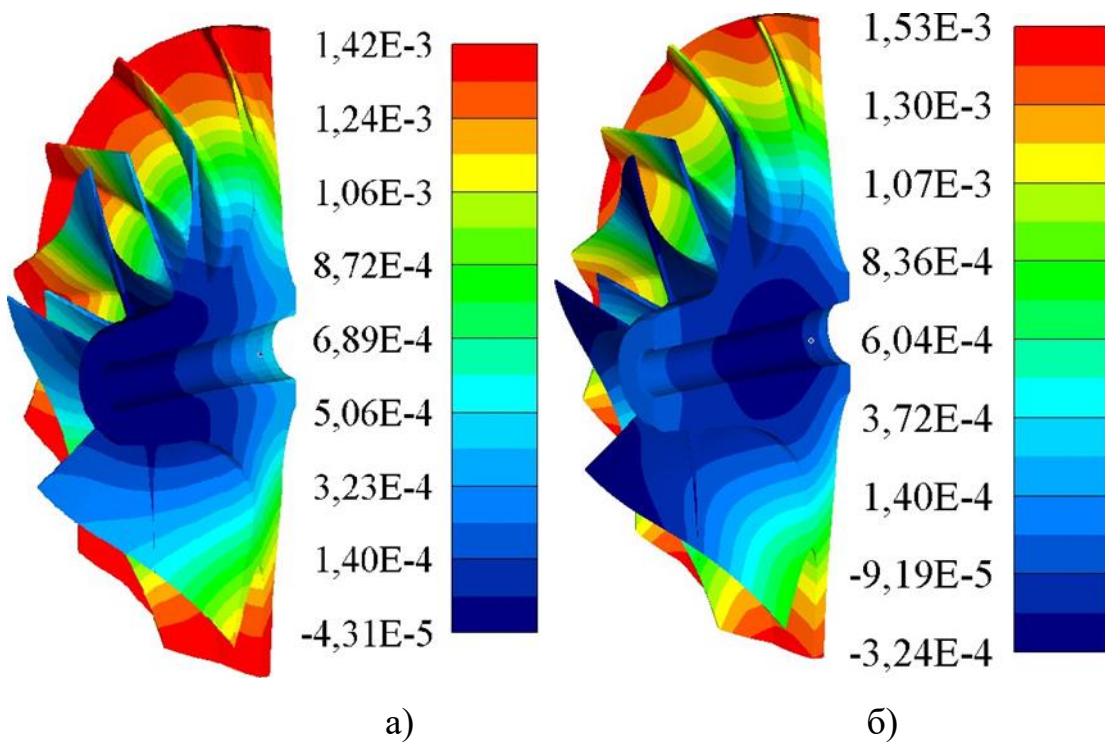 1,42E-3
1,24E-3
1,06E-3
8,72E-4
6,89E-4
5,06E-4
3,23E-4
1,40E-4
-4,31E-5
1,53E-3
1,30E-3
1,07E-3
8,36E-4
6,04E-4
3,72E-4
1,40E-4
-9,19E-5
-3,24E-4
а)
б)